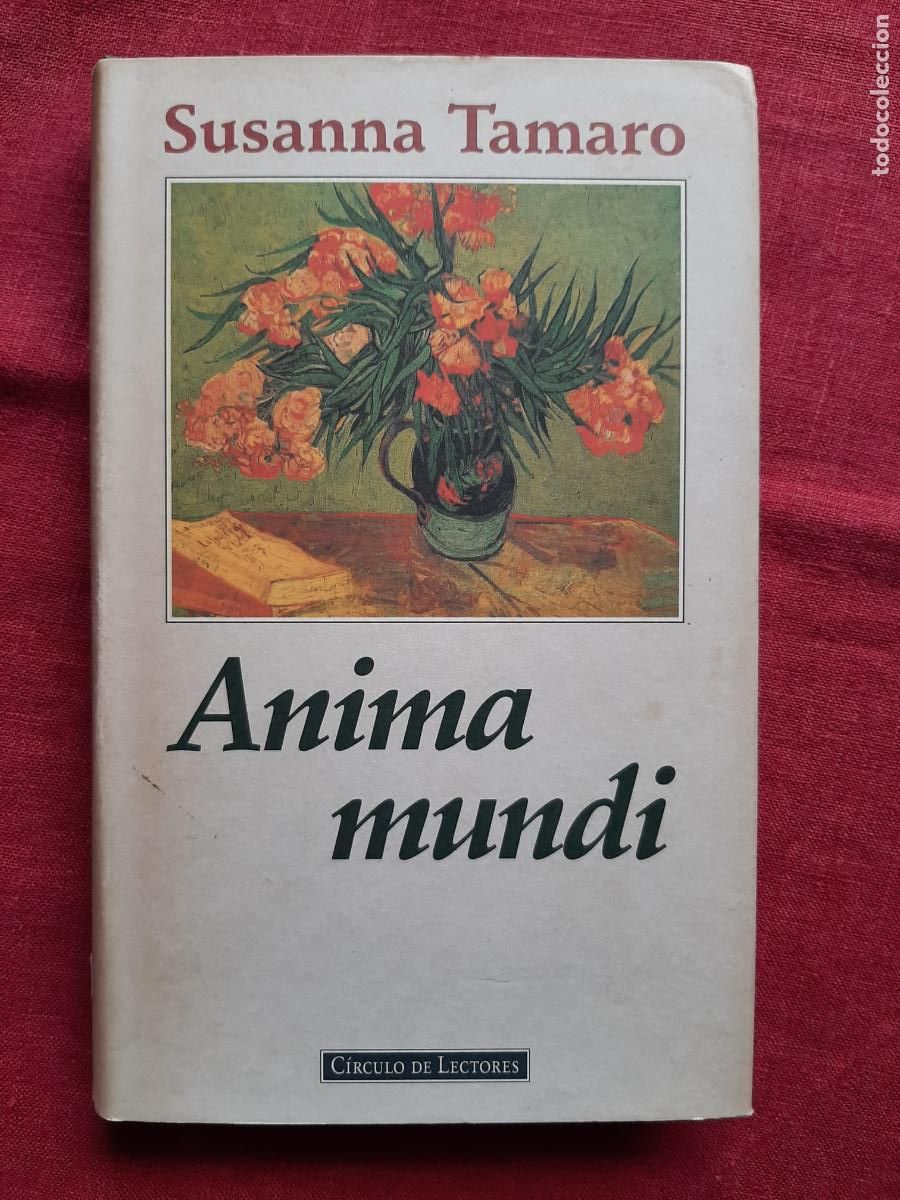 todocoleccion
Susanna Tamaro
Anima
mundi
CÍRCULO DE LECTORES